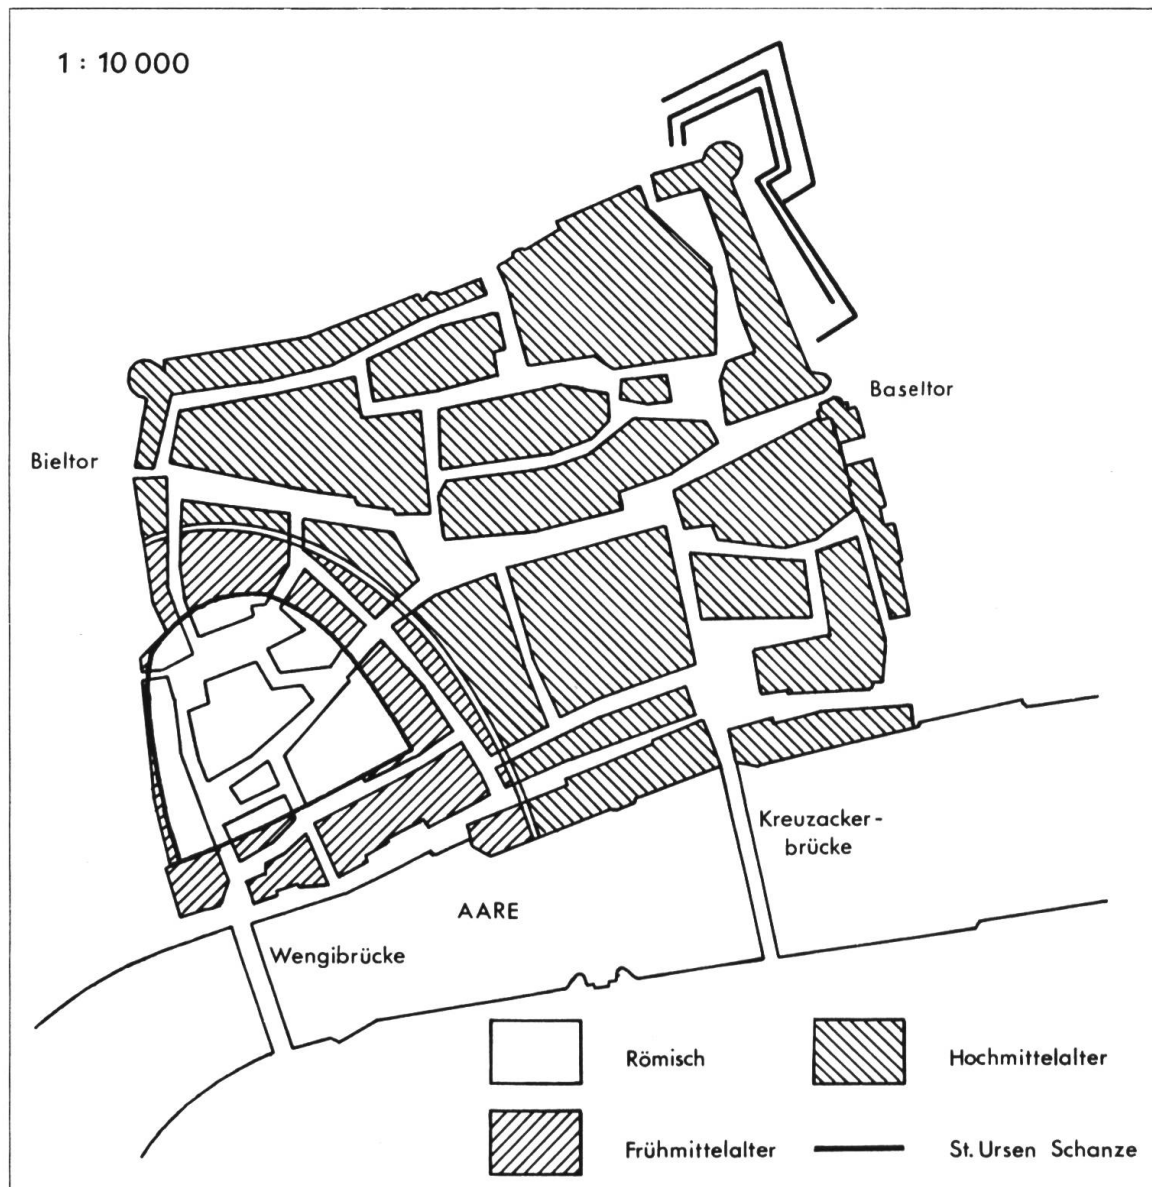 1 : 10 000
Baseltor
Bieltor
Kreuzacker-
brücke
AARE
Wengibrücke
Römisch
Hochmittelalter
Frühmittelalter
St. Ursen Schanze